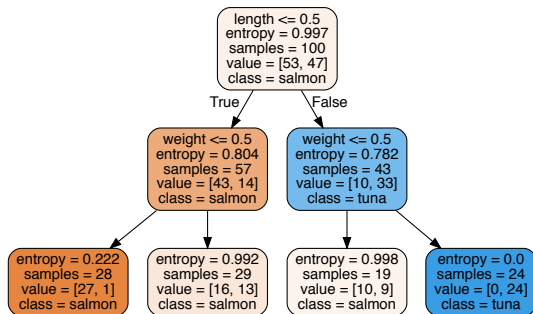 length <= 0.5
entropy = 0.997
samples = 100
value = [53, 47]
class = salmon
True
False
weight <= 0.5
entropy = 0.804
samples = 57
value = [43, 14]
class = salmon
weight <= 0.5
entropy = 0.782
samples = 43
value = [10, 33]
class = tuna
entropy = 0.222
samples = 28
value = [27, 1]
class = salmon
entropy = 0.992
samples = 29
value = [16, 13]
class = salmon
entropy = 0.998
samples = 19
value = [10, 9]
class = salmon
entropy = 0.0
samples = 24
value = [0, 24]
class = tuna